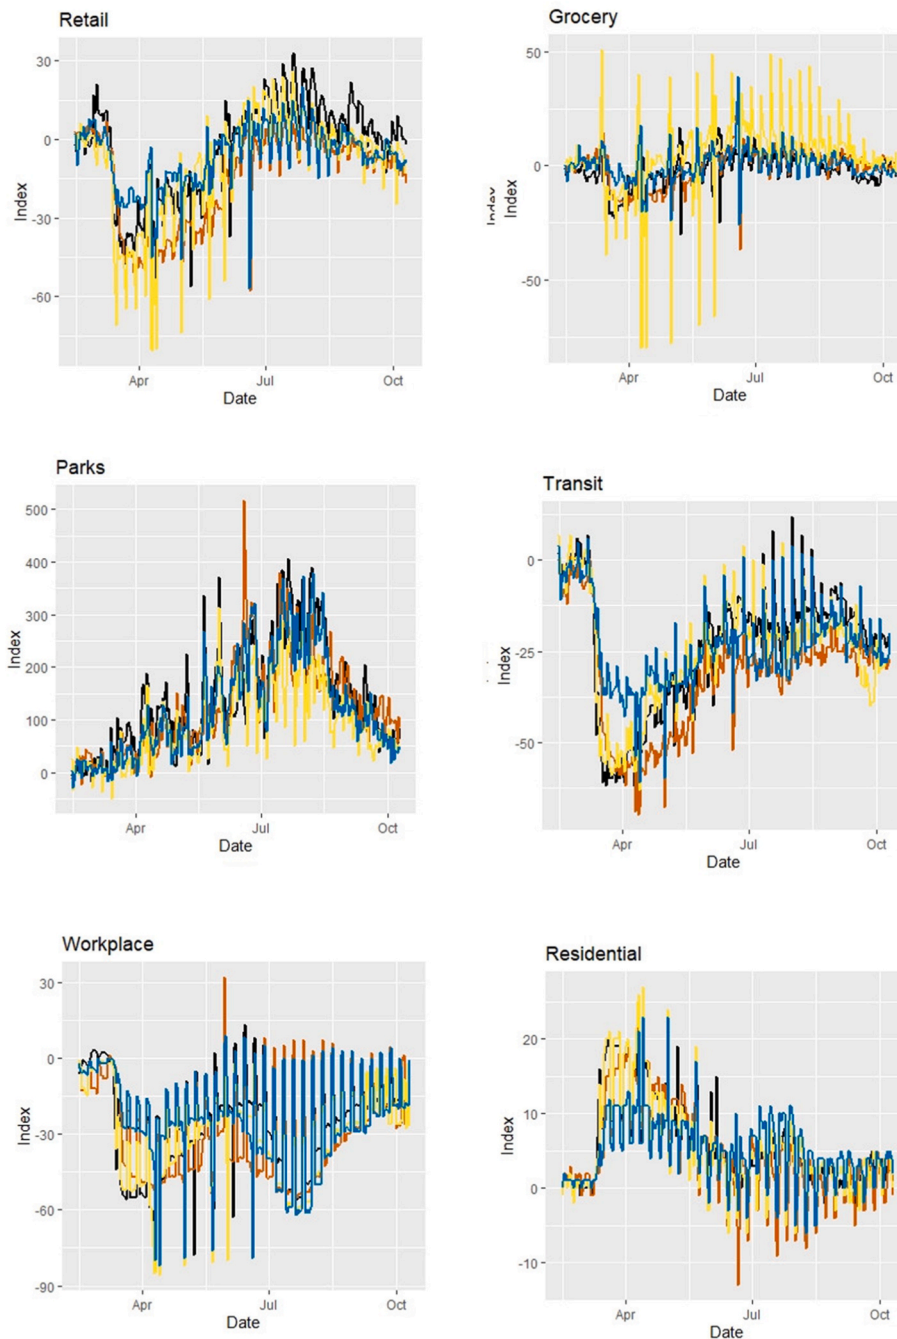 Retail
30
0
-30
-60
Index
Apr
Jul
Oct
Date
Grocery
50
0
-50
Index
Index
Apr
Jul
Oct
Date
Parks
500
400
300
200
100
0
Index
Apr
Jul
Oct
Date
Transit
0
-25
-50
Index
Apr
Jul
Oct
Date
Workplace
30
0
-30
-60
-90
Index
Apr
Jul
Oct
Date
Residential
20
10
0
-10
Index
Apr
Jul
Oct
Date